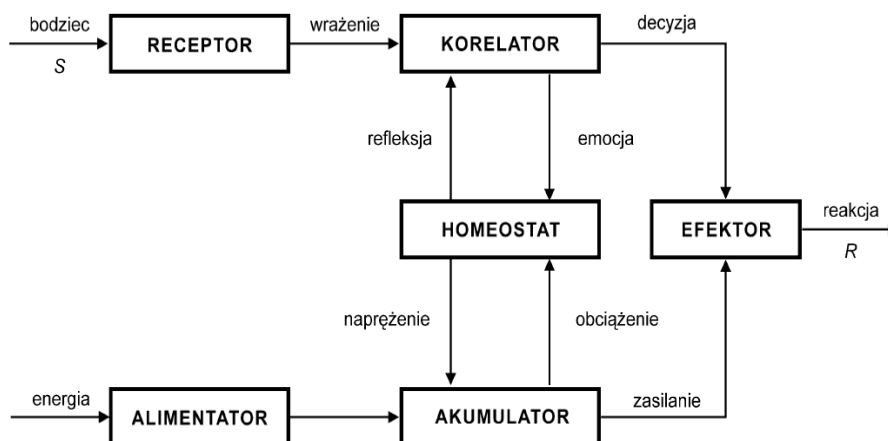 bodziec
S
RECEPTOR
wrażenie
KORELATOR
decyzja
refleksja
emocja
HOMEOSTAT
EFEKTOR
reakcja
R
naprężenie
obciążenie
energia
ALIMENTATOR
AKUMULATOR
zasilanie